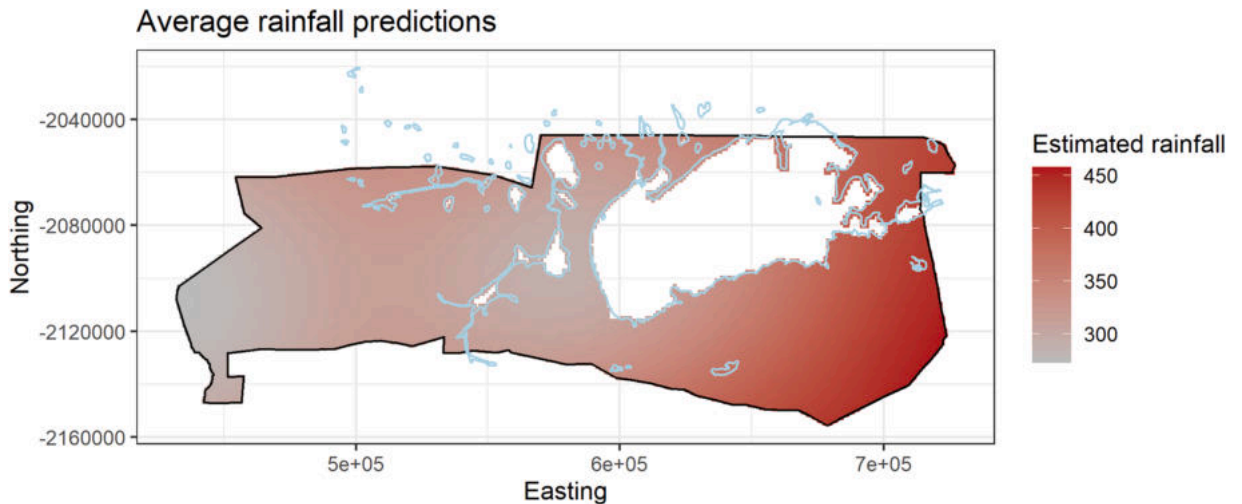 Average rainfall predictions
Northing
-2040000
-2080000
-2120000
-2160000
5e+05
6e+05
7e+05
Easting
Estimated rainfall
450
400
350
300